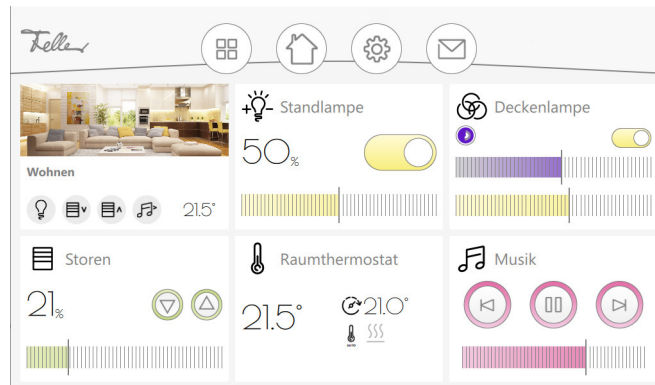 Feller
Wohnen
21.5°
Standlampe
50%
Deckenlampe
Storen
21%
Raumthermostat
21.5°
21.0°
Musik